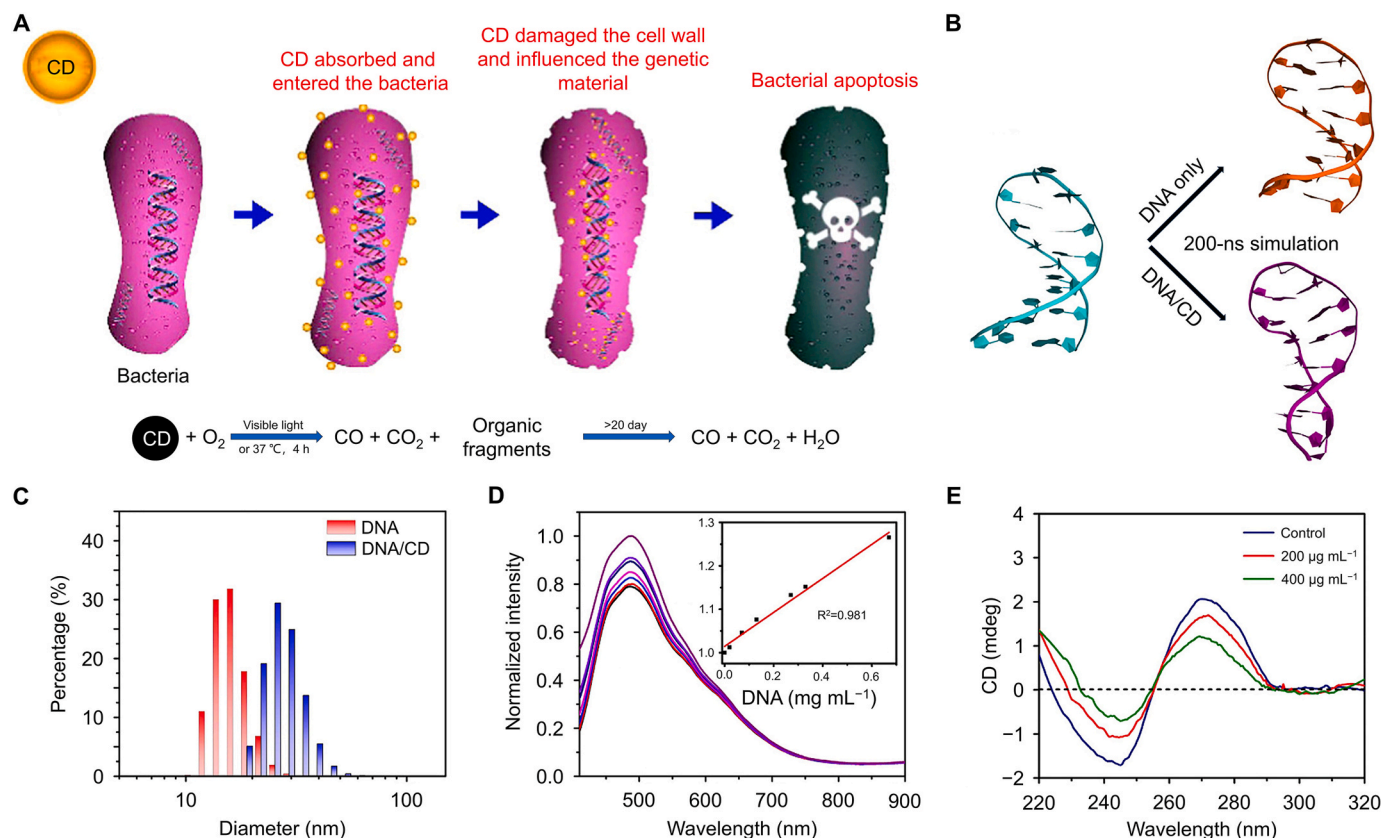 A
CD
CD absorbed and
entered the bacteria
CD damaged the cell wall
and influenced the genetic
material
Bacterial apoptosis
Bacteria
CD + O₂ Visible light
or 37 ℃, 4 h
CO + CO₂ + Organic
fragments
>20 day
CO + CO₂ + H₂O
B
DNA only
200-ns simulation
DNA/CD
C
DNA
DNA/CD
Percentage (%)
40
30
20
10
0
10 100
Diameter (nm)
D
Normalized intensity
1.0
0.8
0.6
0.4
0.2
0.0
500 600 700 800 900
Wavelength (nm)
1.3
1.2
1.1
1.0
R²=0.981
0.0 0.2 0.4 0.6
DNA (mg mL⁻¹)
E
CD (mdeg)
4
3
2
1
0
−1
−2
Control
200 µg mL⁻¹
400 µg mL⁻¹
220 240 260 280 300 320
Wavelength (nm)